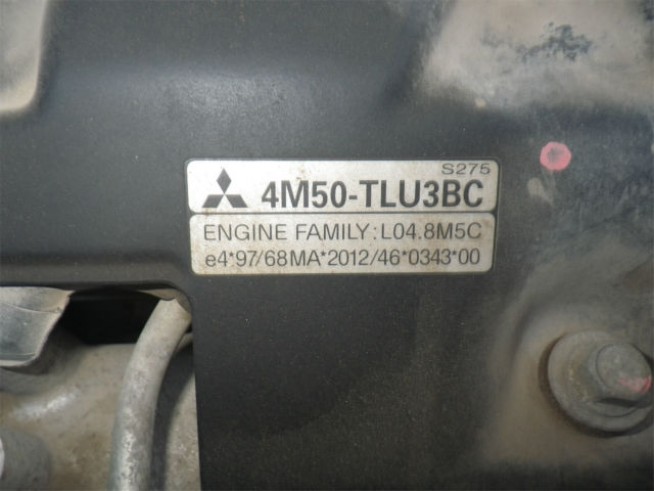 S275
4M50-TLU3BC
ENGINE FAMILY:L04.8M5C
e4*97/68MA*2012/46*0343*00